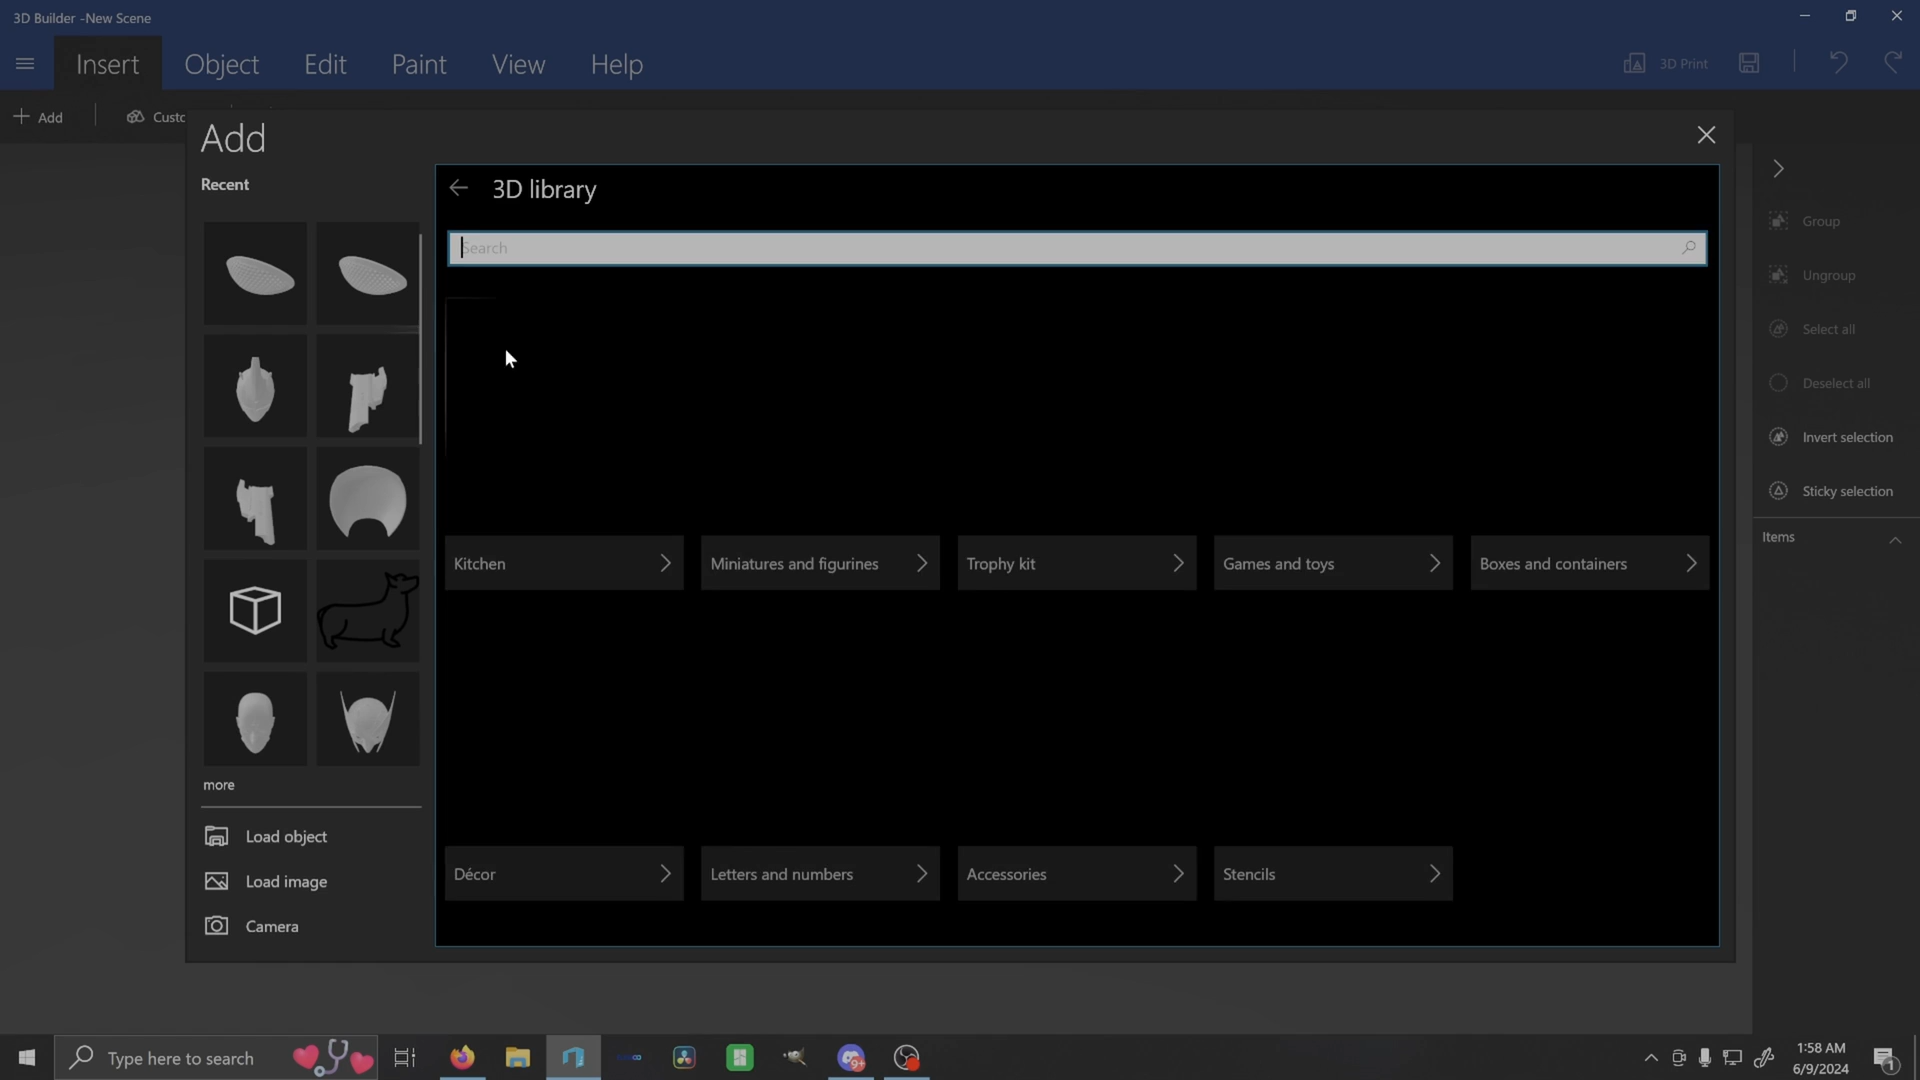 3D Builder -New Scene
Insert Object Edit Paint View Help
3D Print
Add
Custo
Add
Recent
3D library
Search
Group
Ungroup
Select all
Deselect all
Invert selection
Sticky selection
Items
Kitchen
Miniatures and figurines
Trophy kit
Games and toys
Boxes and containers
more
Load object
Load image
Camera
Décor
Letters and numbers
Accessories
Stencils
Type here to search
9+
1:58 AM
6/9/2024
1